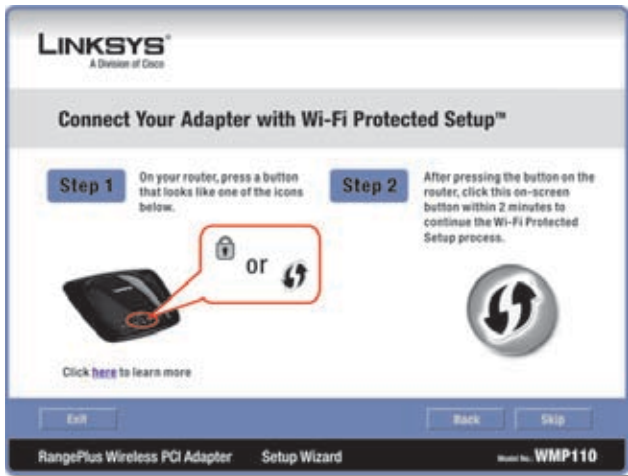 LINKSYS®
A Division of Cisco
Connect Your Adapter with Wi-Fi Protected Setup™
Step 1
On your router, press a button
that looks like one of the icons
below.
or
Click here to learn more
Step 2
After pressing the button on the
router, click this on-screen
button within 2 minutes to
continue the Wi-Fi Protected
Setup process.
Exit
Back
Skip
RangePlus Wireless PCI Adapter Setup Wizard
Model No. WMP110